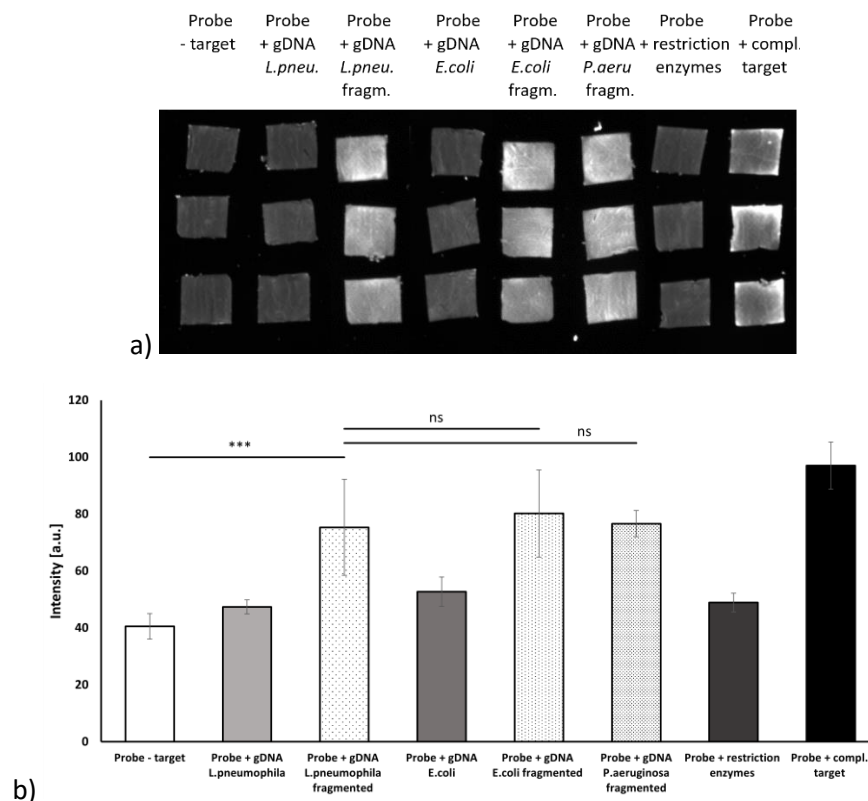 Probe
- target
Probe
+ gDNA
L.pneu.
Probe
+ gDNA
L.pneu.
fragm.
Probe
+ gDNA
E.coli
Probe
+ gDNA
E.coli
fragm.
Probe
+ gDNA
P.aeru
fragm.
Probe
+ restriction
enzymes
Probe
+ compl.
target
a)
120
100
80
60
40
20
0
Intensity [a.u.]
***
ns
ns
Probe - target
Probe + gDNA
L.pneumophila
Probe + gDNA
L.pneumophila
fragmented
Probe + gDNA
E.coli
Probe + gDNA
E.coli fragmented
Probe + gDNA
P.aeruginosa
fragmented
Probe + restriction
enzymes
Probe + compl.
target
b)